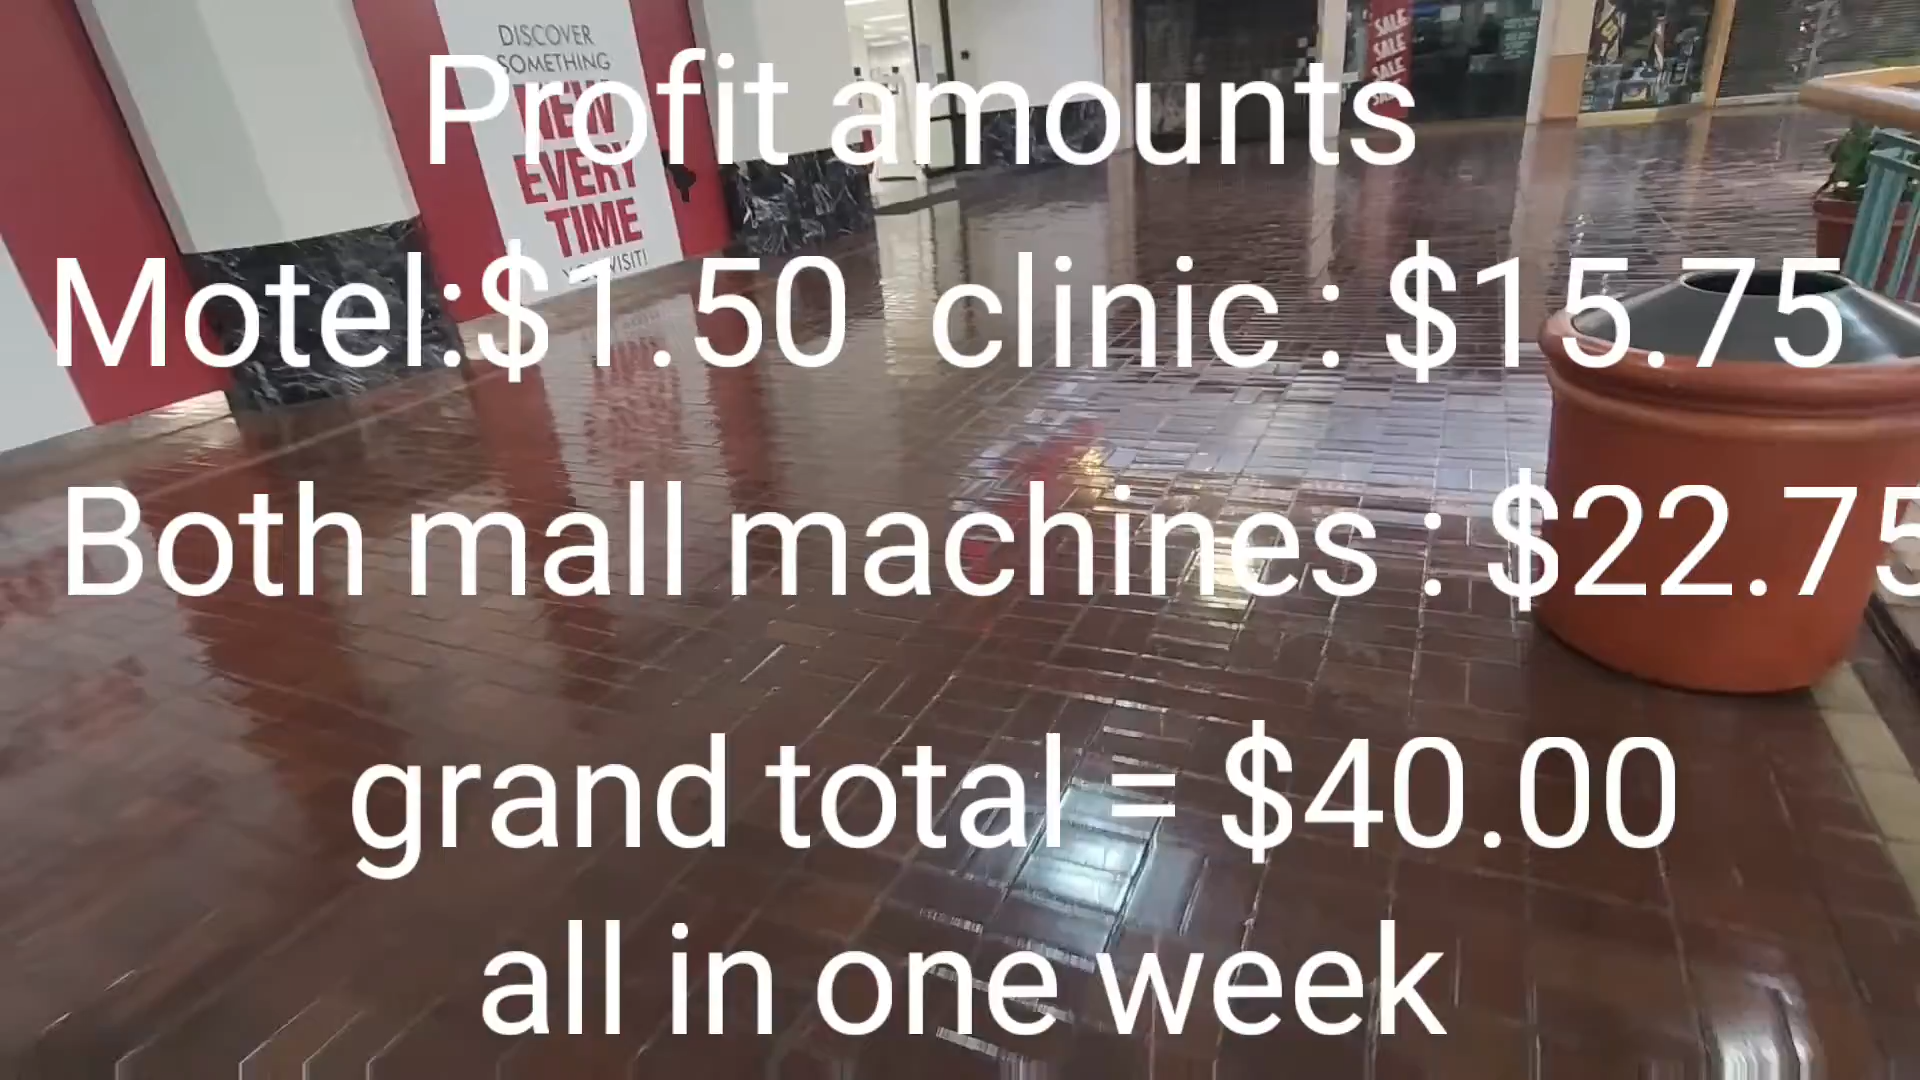 Profit amounts
Motel:$1.50 clinic : $15.75
Both mall machines : $22.75
grand total = $40.00
all in one week
DISCOVER
SOMETHING
NEW
EVERY
TIME
VISIT!
SALE
SALE
SALE